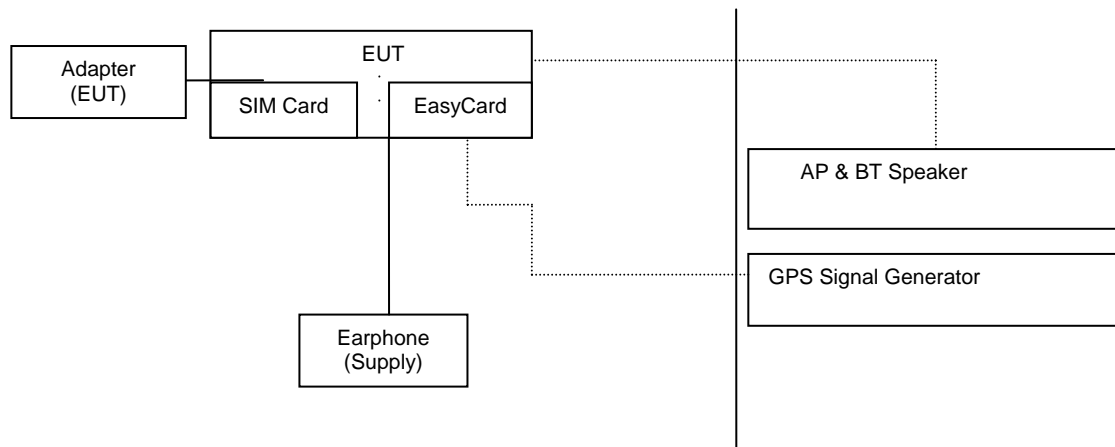 EUT
Adapter
(EUT)
SIM Card
EasyCard
AP & BT Speaker
GPS Signal Generator
Earphone
(Supply)